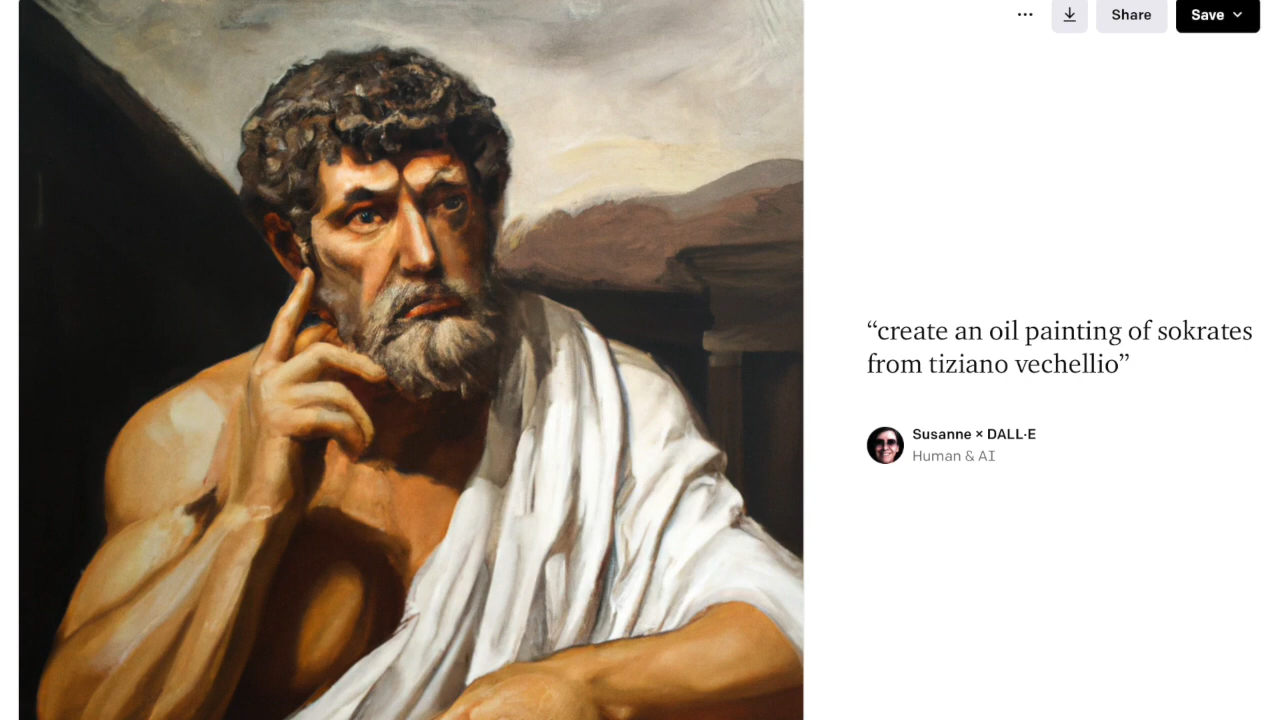 Share
Save
“create an oil painting of sokrates
from tiziano vechellio”
Susanne × DALL·E
Human & AI